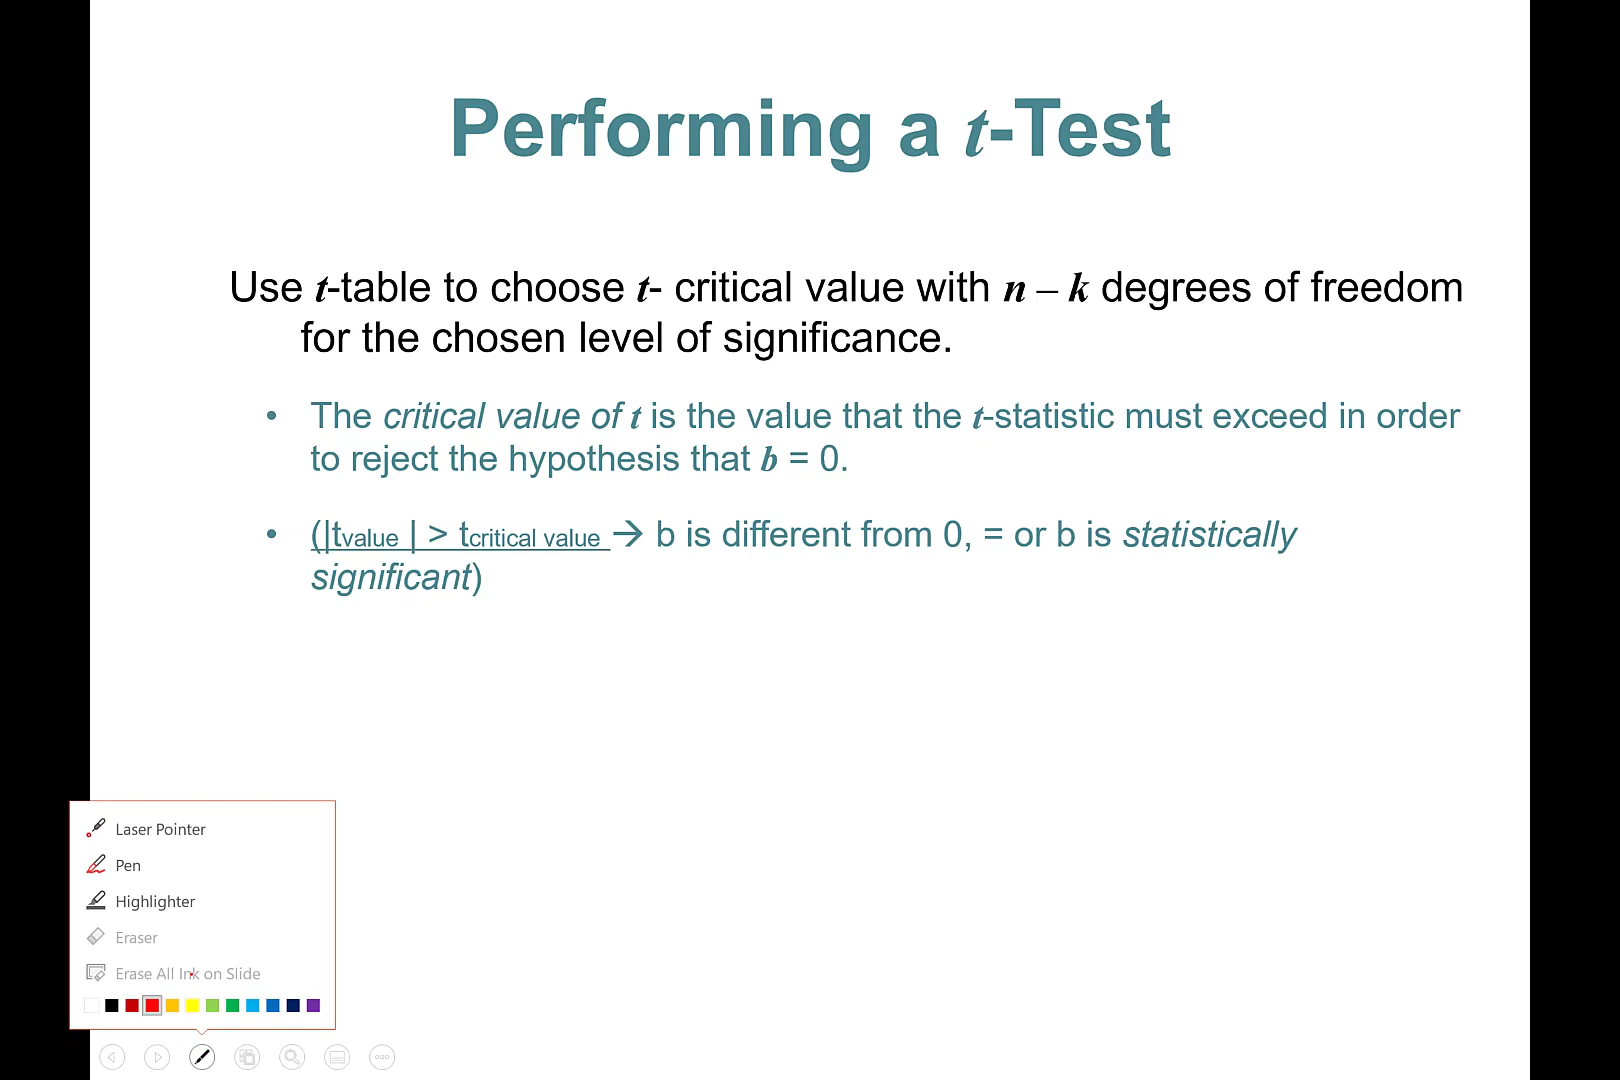 Performing a t-Test
Use t-table to choose t- critical value with n – k degrees of freedom
for the chosen level of significance.
• The critical value of t is the value that the t-statistic must exceed in order
to reject the hypothesis that b = 0.
• (|tvalue | > tcritical value → b is different from 0, = or b is statistically
significant)
Laser Pointer
Pen
Highlighter
Eraser
Erase All Ink on Slide